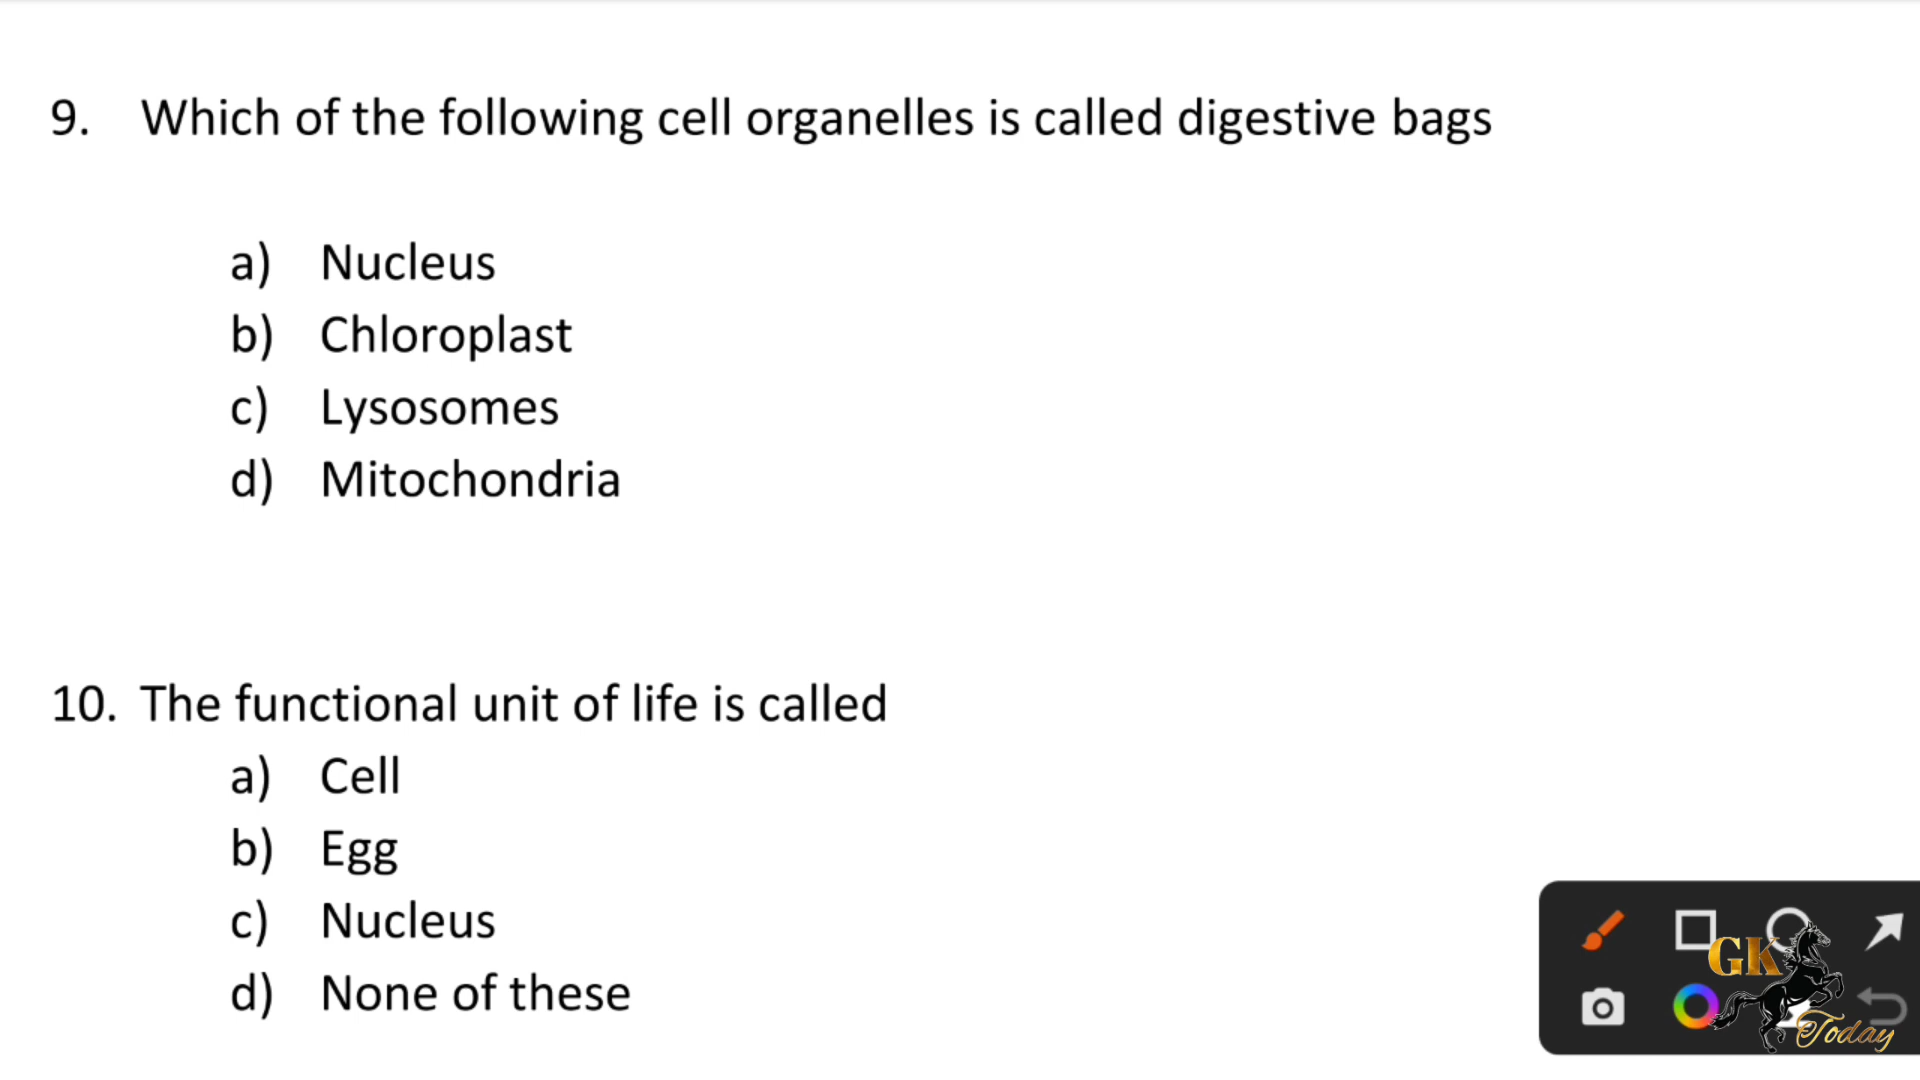 9. Which of the following cell organelles is called digestive bags
a) Nucleus
b) Chloroplast
c) Lysosomes
d) Mitochondria
10. The functional unit of life is called
a) Cell
b) Egg
c) Nucleus
d) None of these
GK
Today